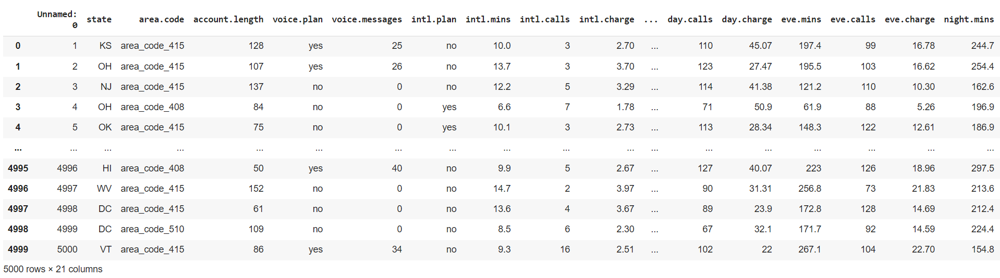 Unnamed: 0 state area.code account.length voice.plan voice.messages intl.plan intl.mins intl.calls intl.charge ... day.calls day.charge eve.mins eve.calls eve.charge night.mins
0 1 KS area_code_415 128 yes 25 no 10.0 3 2.70 ... 110 45.07 197.4 99 16.78 244.7
1 2 OH area_code_415 107 yes 26 no 13.7 3 3.70 ... 123 27.47 195.5 103 16.62 254.4
2 3 NJ area_code_415 137 no 0 no 12.2 5 3.29 ... 114 41.38 121.2 110 10.30 162.6
3 4 OH area_code_408 84 no 0 yes 6.6 7 1.78 ... 71 50.9 61.9 88 5.26 196.9
4 5 OK area_code_415 75 no 0 yes 10.1 3 2.73 ... 113 28.34 148.3 122 12.61 186.9
... ... ... ... ... ... ... ... ... ... ... ... ... ... ... ... ... ...
4995 4996 HI area_code_408 50 yes 40 no 9.9 5 2.67 ... 127 40.07 223 126 18.96 297.5
4996 4997 WV area_code_415 152 no 0 no 14.7 2 3.97 ... 90 31.31 256.8 73 21.83 213.6
4997 4998 DC area_code_415 61 no 0 no 13.6 4 3.67 ... 89 23.9 172.8 128 14.69 212.4
4998 4999 DC area_code_510 109 no 0 no 8.5 6 2.30 ... 67 32.1 171.7 92 14.59 224.4
4999 5000 VT area_code_415 86 yes 34 no 9.3 16 2.51 ... 102 22 267.1 104 22.70 154.8
5000 rows × 21 columns